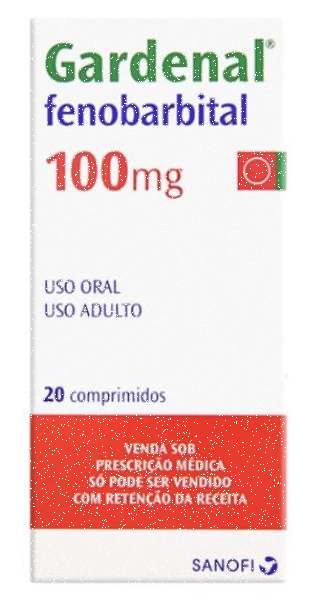 Gardenal®
fenobarbital
100mg
USO ORAL
USO ADULTO
20 comprimidos
VENDA SOB
PRESCRIÇÃO MÉDICA
SÓ PODE SER VENDIDO
COM RETENÇÃO DA RECEITA
SANOFI